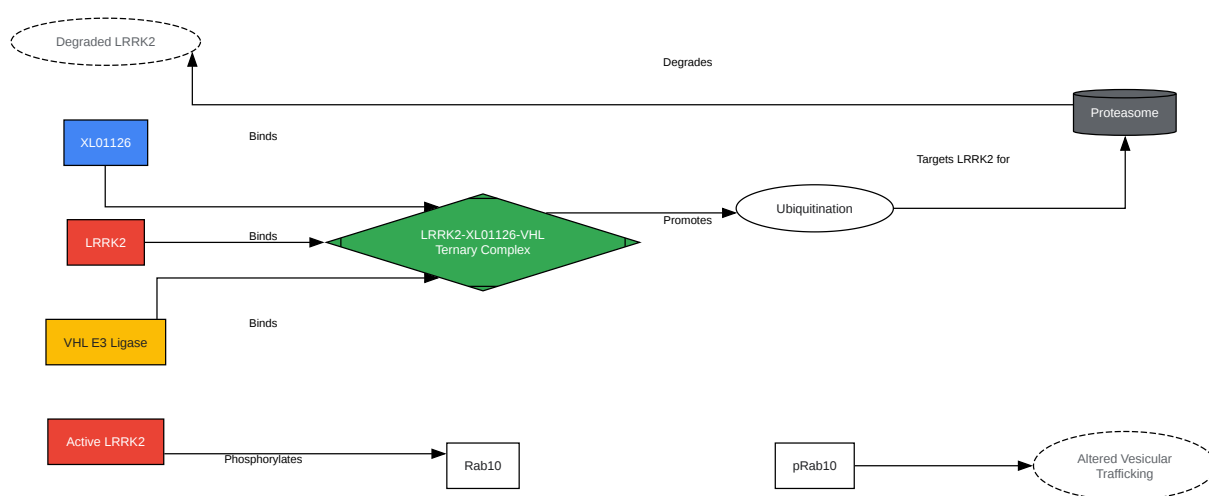 Degraded LRRK2
Degrades
Proteasome
XL01126
Binds
Targets LRRK2 for
LRRK2
Binds
LRRK2-XL01126-VHL
Ternary Complex
Promotes
Ubiquitination
VHL E3 Ligase
Binds
Active LRRK2
Phosphorylates
Rab10
pRab10
Altered Vesicular
Trafficking